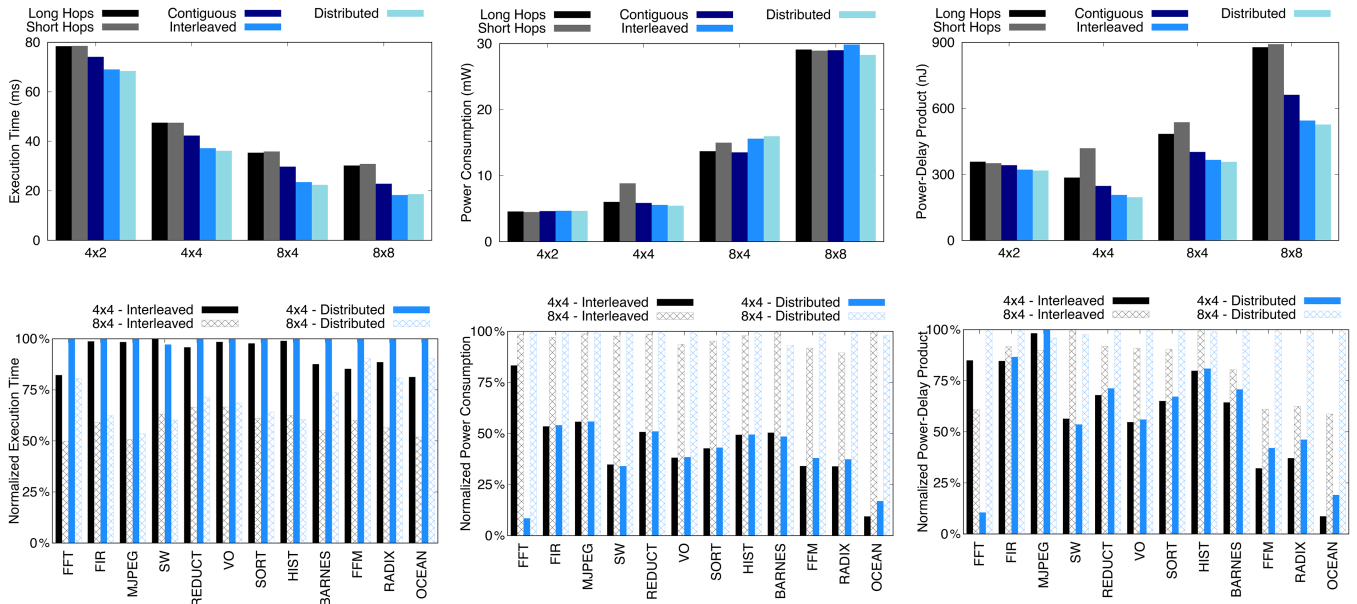 Long Hops
Short Hops
Contiguous
Interleaved
Distributed
80
60
40
20
0
Execution Time (ms)
4x2
4x4
8x4
8x8
Long Hops
Short Hops
Contiguous
Interleaved
Distributed
30
20
10
0
Power Consumption (mW)
4x2
4x4
8x4
8x8
Long Hops
Short Hops
Contiguous
Interleaved
Distributed
900
600
300
0
Power-Delay Product (nJ)
4x2
4x4
8x4
8x8
4x4 - Interleaved
8x4 - Interleaved
4x4 - Distributed
8x4 - Distributed
100%
75%
50%
25%
0%
Normalized Execution Time
FFT
FIR
MJPEG
SW
REDUCT
VO
SORT
HIST
BARNES
FFM
RADIX
OCEAN
4x4 - Interleaved
8x4 - Interleaved
4x4 - Distributed
8x4 - Distributed
100%
75%
50%
25%
0%
Normalized Power Consumption
FFT
FIR
MJPEG
SW
REDUCT
VO
SORT
HIST
BARNES
FFM
RADIX
OCEAN
4x4 - Interleaved
8x4 - Interleaved
4x4 - Distributed
8x4 - Distributed
100%
75%
50%
25%
0%
Normalized Power-Delay Product
FFT
FIR
MJPEG
SW
REDUCT
VO
SORT
HIST
BARNES
FFM
RADIX
OCEAN